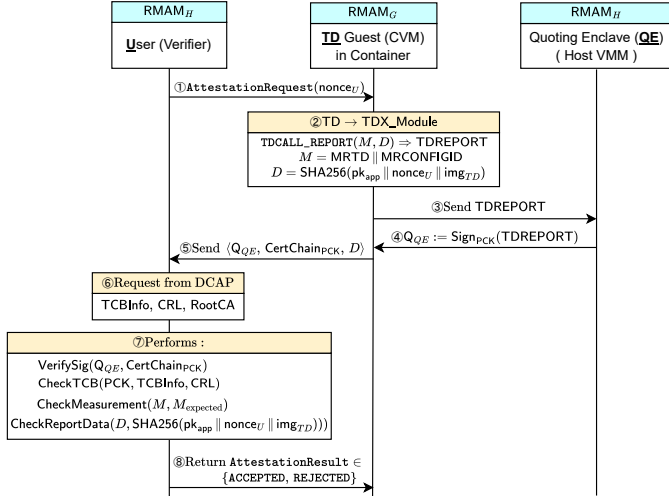 RMAM_H
User (Verifier)
RMAM_G
TD Guest (CVM)
in Container
RMAM_H
Quoting Enclave (QE)
( Host VMM )
①AttestationRequest(nonce_U)
②TD → TDX_Module
TDCALL_REPORT(M, D) ⇒ TDREPORT
M = MRTD || MRCONFIGID
D = SHA256(pk_app || nonce_U || img_TD)
③Send TDREPORT
④Q_QE := Sign_PCK(TDREPORT)
⑤Send ⟨Q_QE, CertChain_PCK, D⟩
⑥Request from DCAP
TCBInfo, CRL, RootCA
⑦Performs :
VerifySig(Q_QE, CertChain_PCK)
CheckTCB(PCK, TCBInfo, CRL)
CheckMeasurement(M, M_expected)
CheckReportData(D, SHA256(pk_app || nonce_U || img_TD)))
⑧Return AttestationResult ∈
{ACCEPTED, REJECTED}